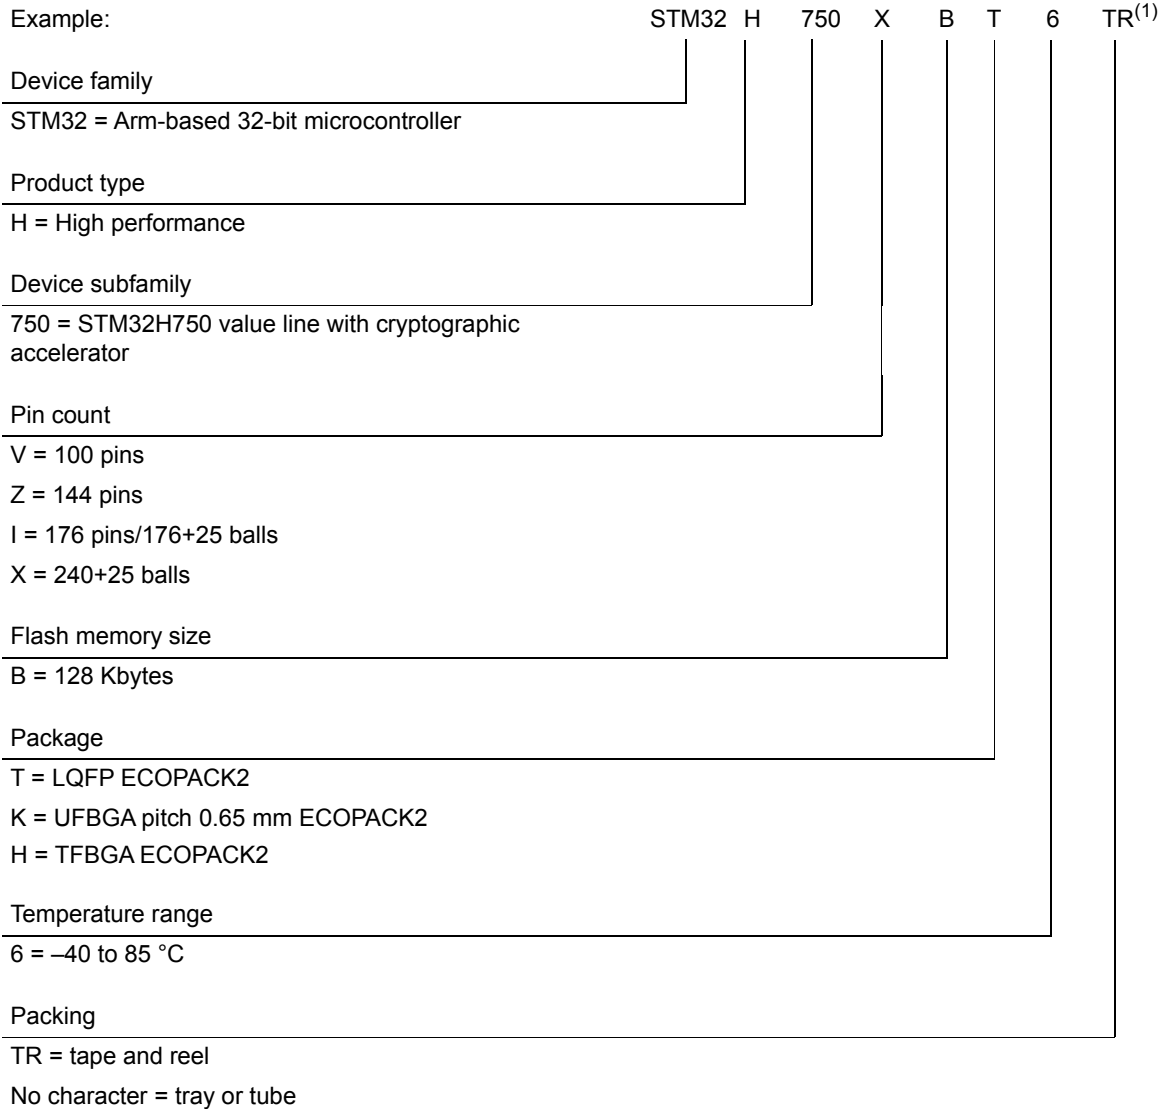 Example: STM32 H 750 X B T 6 TR(1)
Device family
STM32 = Arm-based 32-bit microcontroller
Product type
H = High performance
Device subfamily
750 = STM32H750 value line with cryptographic
accelerator
Pin count
V = 100 pins
Z = 144 pins
I = 176 pins/176+25 balls
X = 240+25 balls
Flash memory size
B = 128 Kbytes
Package
T = LQFP ECOPACK2
K = UFBGA pitch 0.65 mm ECOPACK2
H = TFBGA ECOPACK2
Temperature range
6 = –40 to 85 °C
Packing
TR = tape and reel
No character = tray or tube